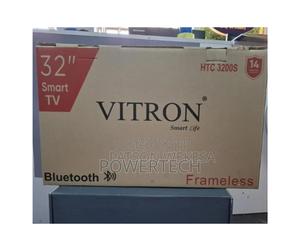 32"
Smart
TV
HTC 3200S
14
VITRON®
Smart Life
POWERTECH
Bluetooth
Frameless